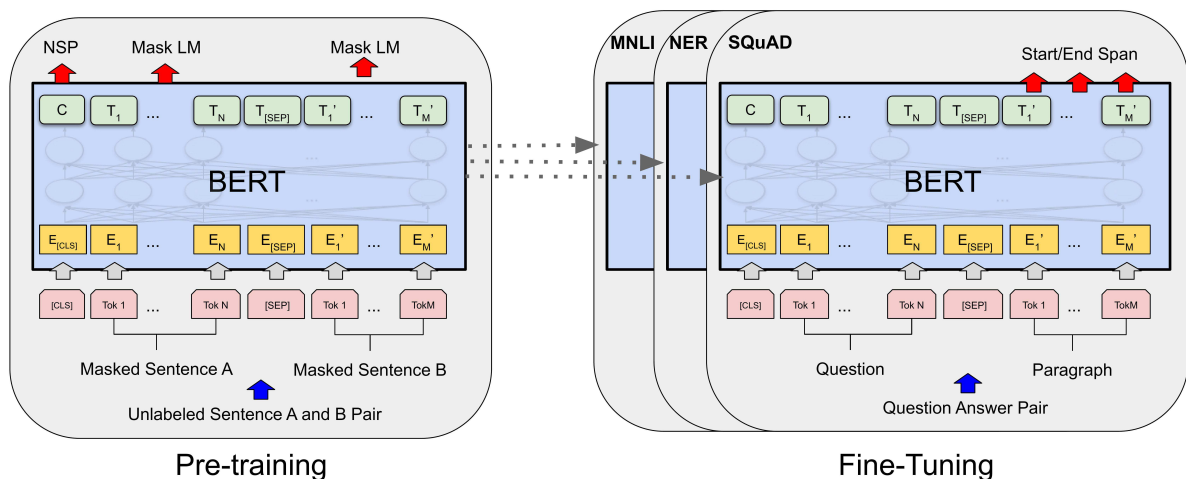 NSP Mask LM Mask LM
C T1 ... TN T[SEP] T1' ... TM'
...
BERT
...
E[CLS] E1 ... EN E[SEP] E1' ... EM'
[CLS] Tok 1 ... Tok N [SEP] Tok 1 ... TokM
Masked Sentence A Masked Sentence B
Unlabeled Sentence A and B Pair
Pre-training
MNLI NER SQuAD
Start/End Span
C T1 ... TN T[SEP] T1' ... TM'
...
BERT
...
E[CLS] E1 ... EN E[SEP] E1' ... EM'
[CLS] Tok 1 ... Tok N [SEP] Tok 1 ... TokM
Question Paragraph
Question Answer Pair
Fine-Tuning